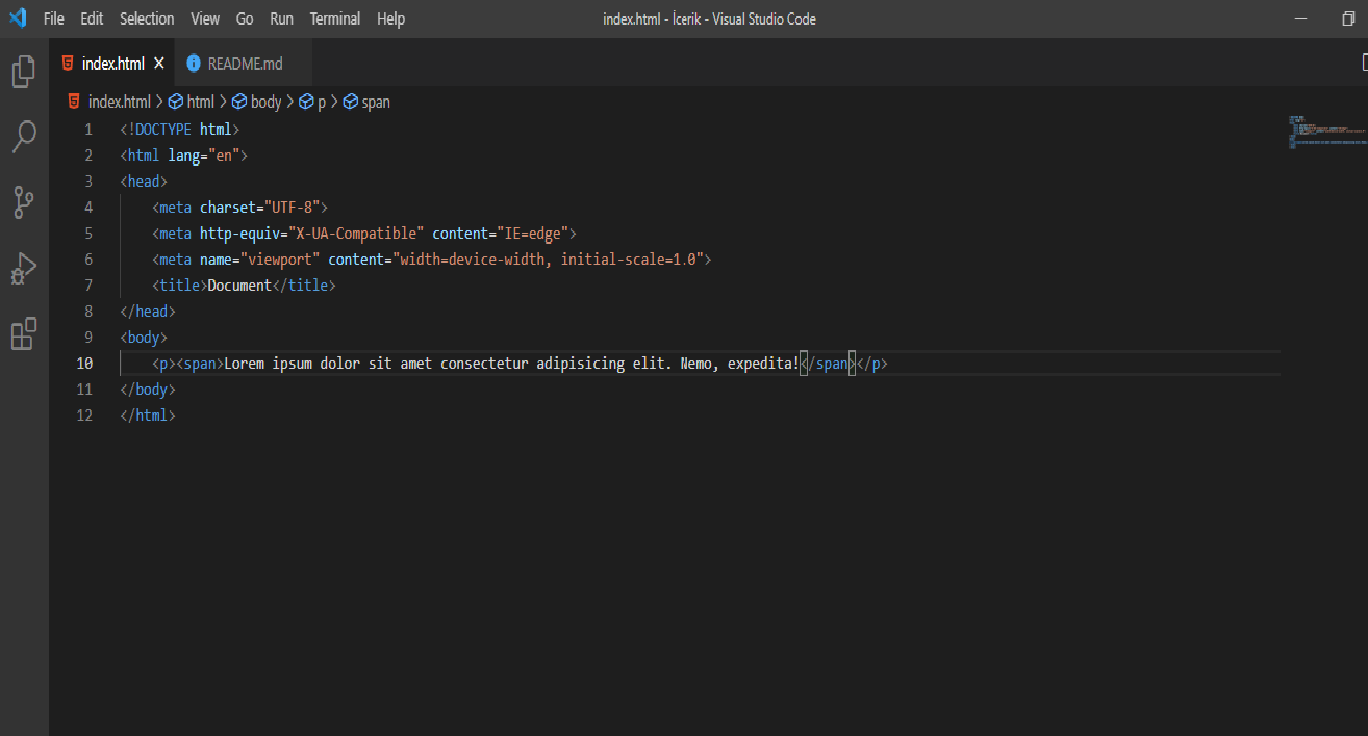 File Edit Selection View Go Run Terminal Help index.html - İcerik - Visual Studio Code
index.html README.md
index.html > html > body > p > span
1 <!DOCTYPE html>
2 <html lang="en">
3 <head>
4 <meta charset="UTF-8">
5 <meta http-equiv="X-UA-Compatible" content="IE=edge">
6 <meta name="viewport" content="width=device-width, initial-scale=1.0">
7 <title>Document</title>
8 </head>
9 <body>
10 <p><span>Lorem ipsum dolor sit amet consectetur adipisicing elit. Nemo, expedita!</span></p>
11 </body>
12 </html>